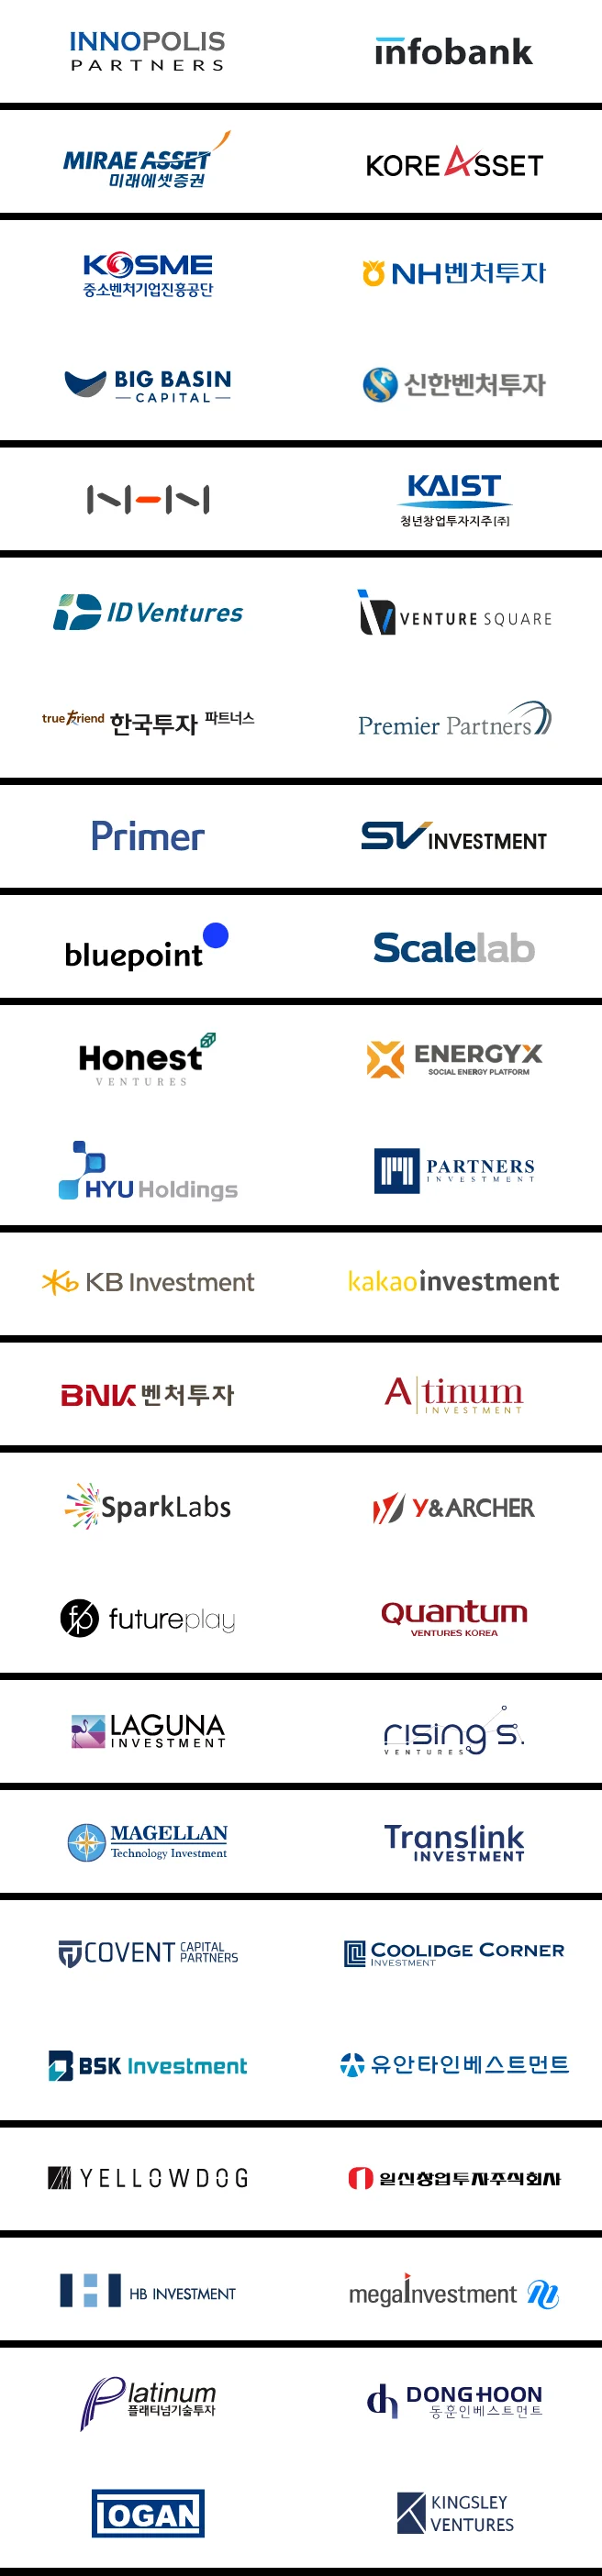 INNOPOLIS
PARTNERS
infobank
MIRAE ASSET
미래에셋증권
KOREASSET
KOSME
중소벤처기업진흥공단
NH벤처투자
BIG BASIN
CAPITAL
신한벤처투자
NHN
KAIST
청년창업투자지주[주]
ID Ventures
VENTURE SQUARE
true Friend 한국투자 파트너스
Premier Partners
Primer
SV INVESTMENT
bluepoint
Scalelab
Honest
VENTURES
ENERGYX
SOCIAL ENERGY PLATFORM
HYU Holdings
PARTNERS
INVESTMENT
Kb KB Investment
kakaoinvestment
BNK 벤처투자
Atinum
INVESTMENT
SparkLabs
Y&ARCHER
fp futureplay
Quantum
VENTURES KOREA
LAGUNA
INVESTMENT
rising S.
VENTURES
MAGELLAN
Technology Investment
Translink
INVESTMENT
COVENT CAPITAL
PARTNERS
COOLIDGE CORNER
INVESTMENT
BSK Investment
유안타인베스트먼트
YELLOWDOG
일신창업투자주식회사
HB INVESTMENT
megainvestment
Platinum
플래티넘기술투자
dh DONGHOON
동훈인베스트먼트
LOGAN
KINGSLEY
VENTURES